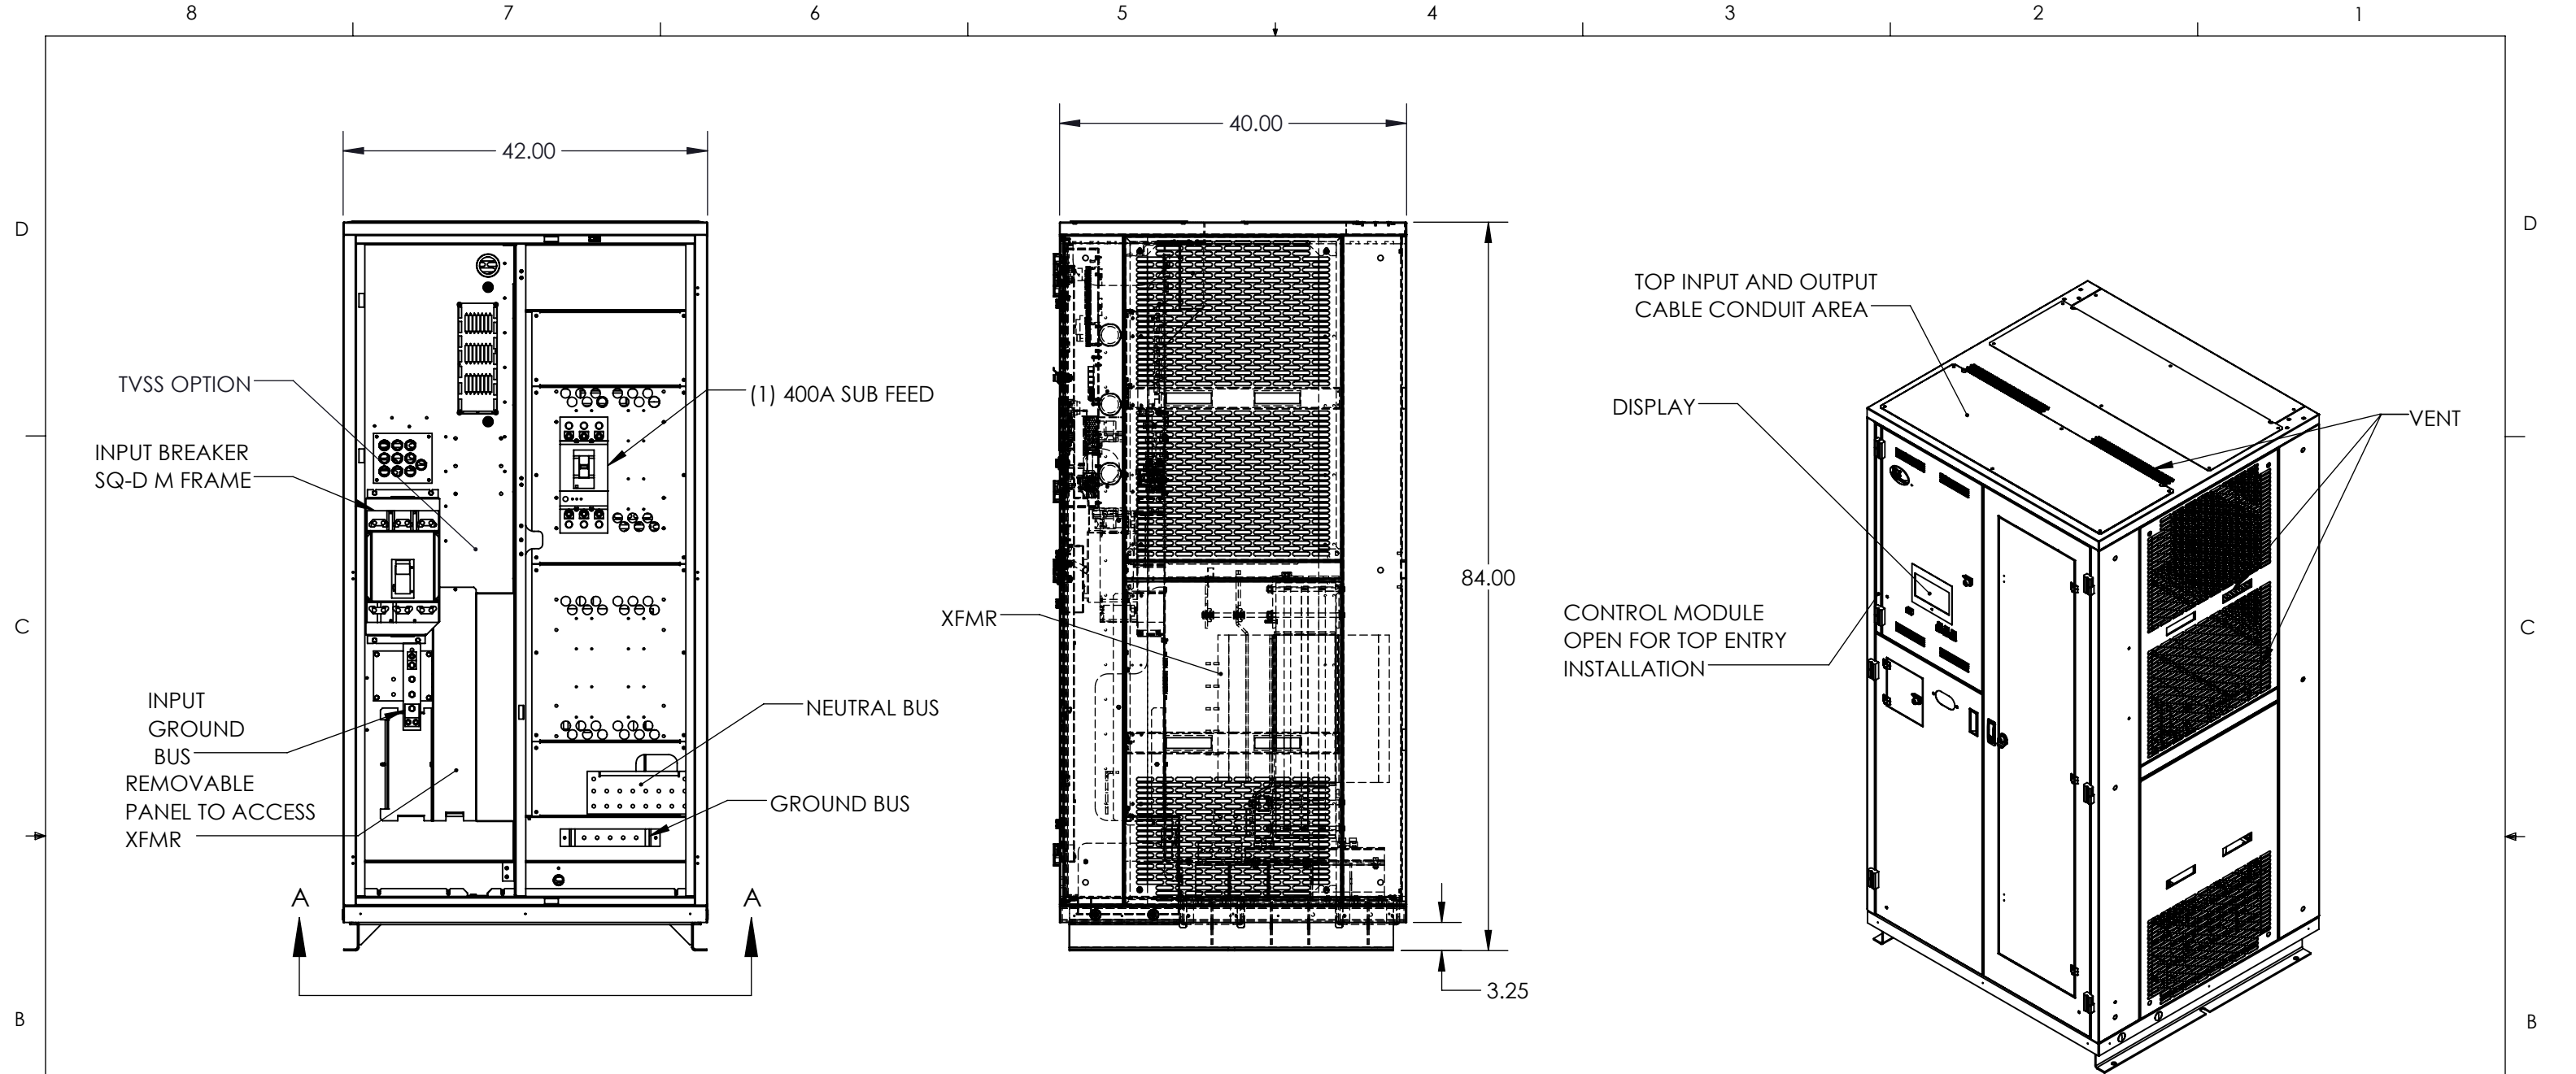 8 7 6 5 4 3 2 1
42.00
40.00
D
D
TVSS OPTION
(1) 400A SUB FEED
INPUT BREAKER
SQ-D M FRAME
84.00
TOP INPUT AND OUTPUT
CABLE CONDUIT AREA
DISPLAY
VENT
C
C
XFMR
CONTROL MODULE
OPEN FOR TOP ENTRY
INSTALLATION
INPUT
GROUND
BUS
NEUTRAL BUS
REMOVABLE
PANEL TO ACCESS
XFMR
GROUND BUS
A
A
3.25
B
B